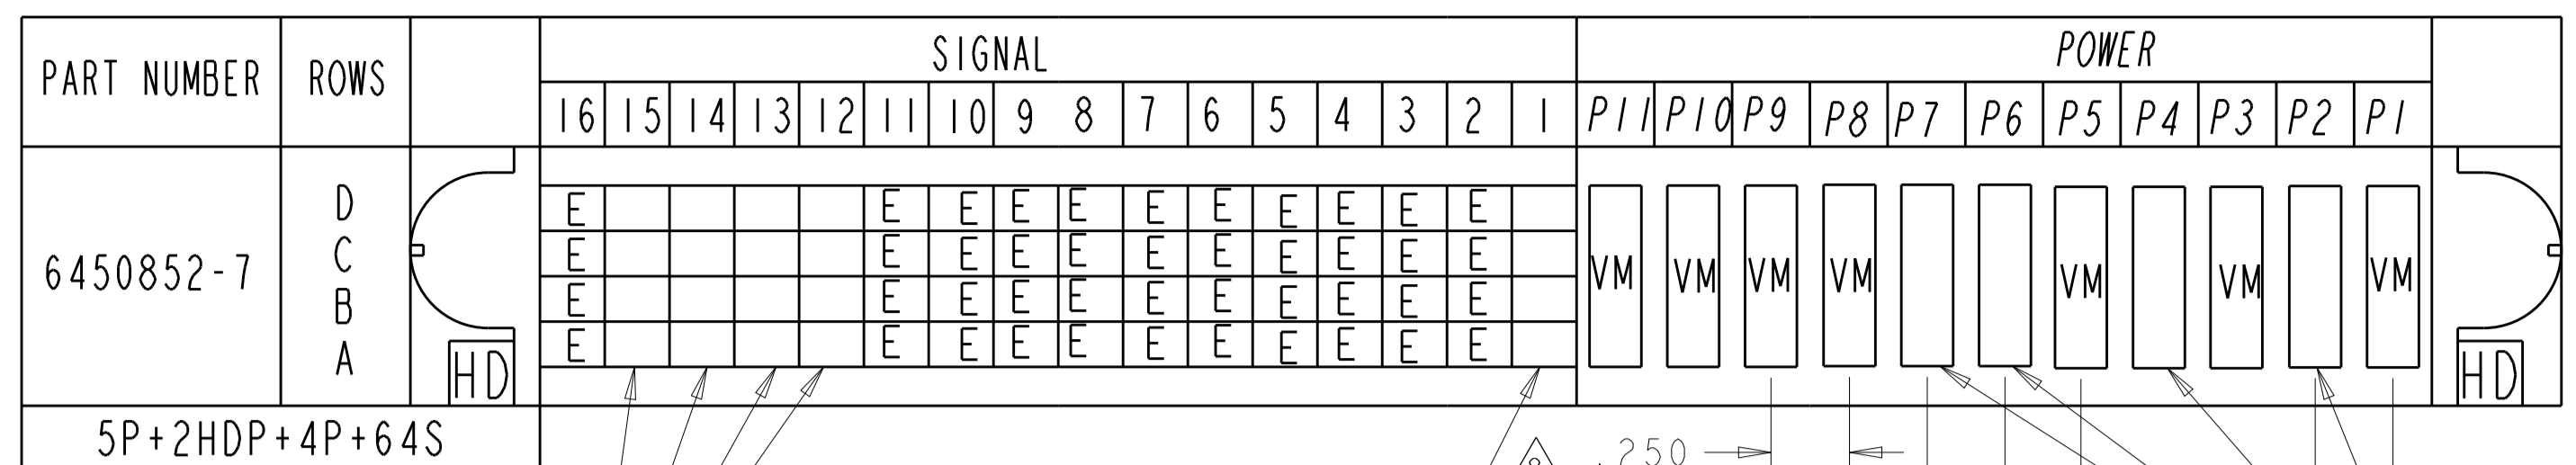 PART NUMBER ROWS SIGNAL POWER
16 15 14 13 12 11 10 9 8 7 6 5 4 3 2 1 P11 P10 P9 P8 P7 P6 P5 P4 P3 P2 P1
D E E E E E E E E E E E
C E E E E E E E E E E E
6450852-7 VM VM VM VM VM VM VM
B E E E E E E E E E E E
A E E E E E E E E E E E
HD HD
5P+2HDP+4P+64S
.250